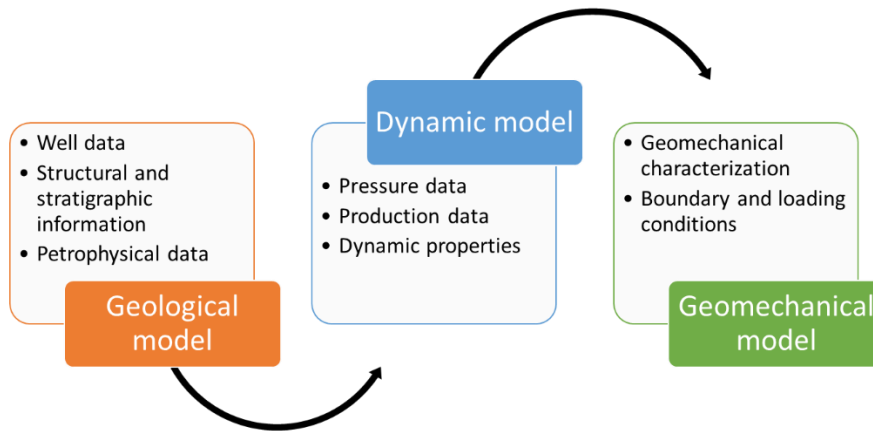 • Well data
• Structural and
stratigraphic
information
• Petrophysical data
Geological
model
Dynamic model
• Pressure data
• Production data
• Dynamic properties
• Geomechanical
characterization
• Boundary and loading
conditions
Geomechanical
model